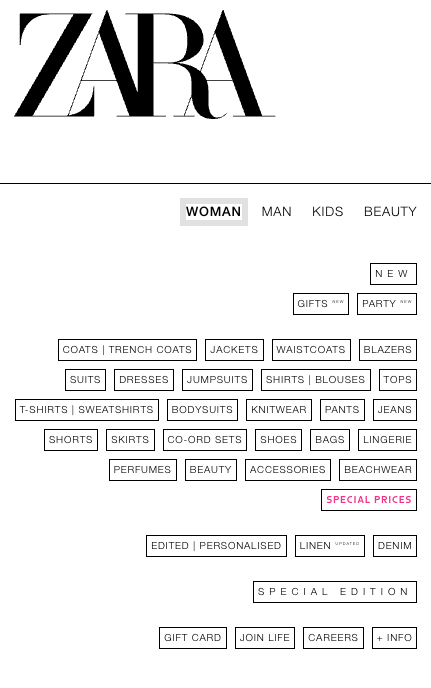 ZARA
WOMAN MAN KIDS BEAUTY
NEW
GIFTS NEW PARTY NEW
COATS | TRENCH COATS JACKETS WAISTCOATS BLAZERS
SUITS DRESSES JUMPSUITS SHIRTS | BLOUSES TOPS
T-SHIRTS | SWEATSHIRTS BODYSUITS KNITWEAR PANTS JEANS
SHORTS SKIRTS CO-ORD SETS SHOES BAGS LINGERIE
PERFUMES BEAUTY ACCESSORIES BEACHWEAR
SPECIAL PRICES
EDITED | PERSONALISED LINEN UPDATED DENIM
SPECIAL EDITION
GIFT CARD JOIN LIFE CAREERS + INFO